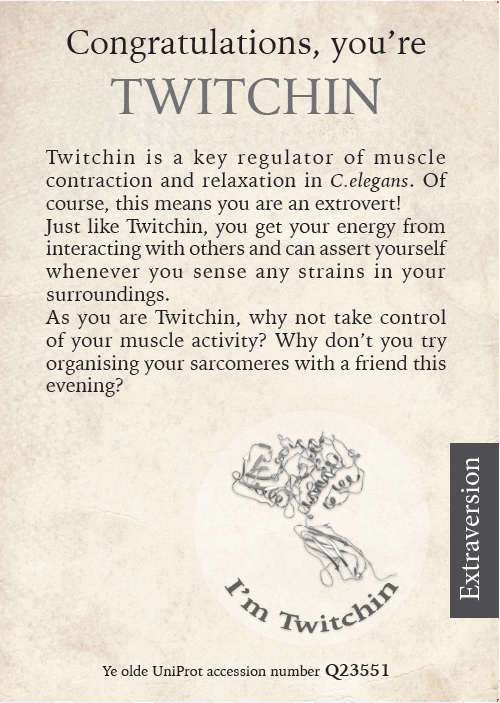 Congratulations, you're
TWITCHIN
Twitchin is a key regulator of muscle
contraction and relaxation in C.elegans. Of
course, this means you are an extrovert!
Just like Twitchin, you get your energy from
interacting with others and can assert yourself
whenever you sense any strains in your
surroundings.
As you are Twitchin, why not take control
of your muscle activity? Why don't you try
organising your sarcomeres with a friend this
evening?
Extraversion
I'm Twitchin
Ye olde UniProt accession number Q23551